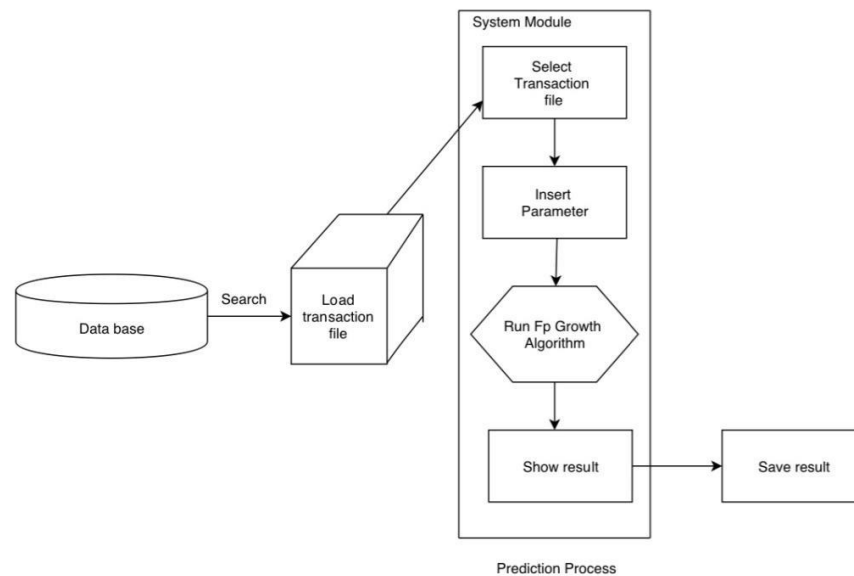 System Module
Select
Transaction
file
Insert
Parameter
Search
Load
transaction
file
Data base
Run Fp Growth
Algorithm
Show result
Save result
Prediction Process